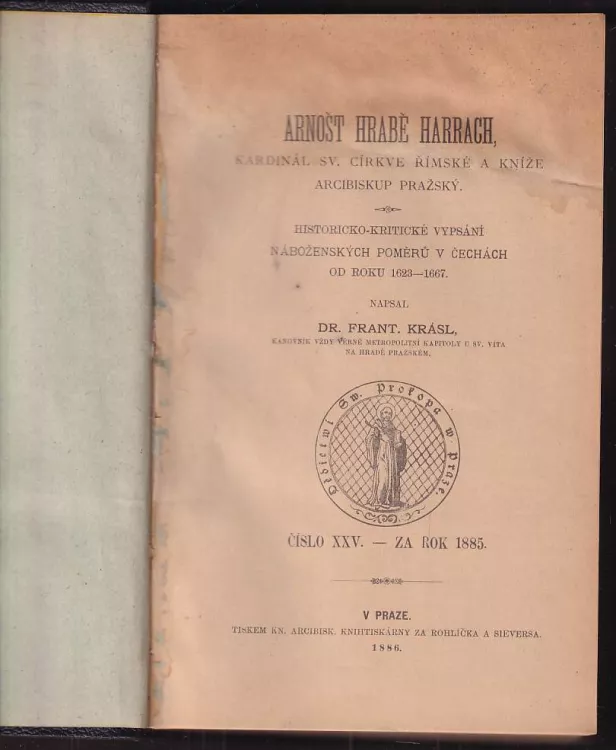 ARNOŠT HRABĚ HARRACH,
KARDINÁL SV. CÍRKVE ŘÍMSKÉ A KNÍŽE
ARCIBISKUP PRAŽSKÝ.
HISTORICKO-KRITICKÉ VYPSÁNÍ
NÁBOŽENSKÝCH POMĚRŮ V ČECHÁCH
OD ROKU 1623—1667.
NAPSAL
DR. FRANT. KRÁSL,
KANOVNÍK VŽDY VĚRNÉ METROPOLITNÍ KAPITOLY U SV. VITA
NA HRADĚ PRAŽSKÉM.
Dědictwí Sw. Prokopa w Praze.
ČÍSLO XXV. — ZA ROK 1885.
V PRAZE.
TISKEM KN. ARCIBISK. KNIHTISKÁRNY ZA ROHLÍČKA A SIEVERSA.
1886.